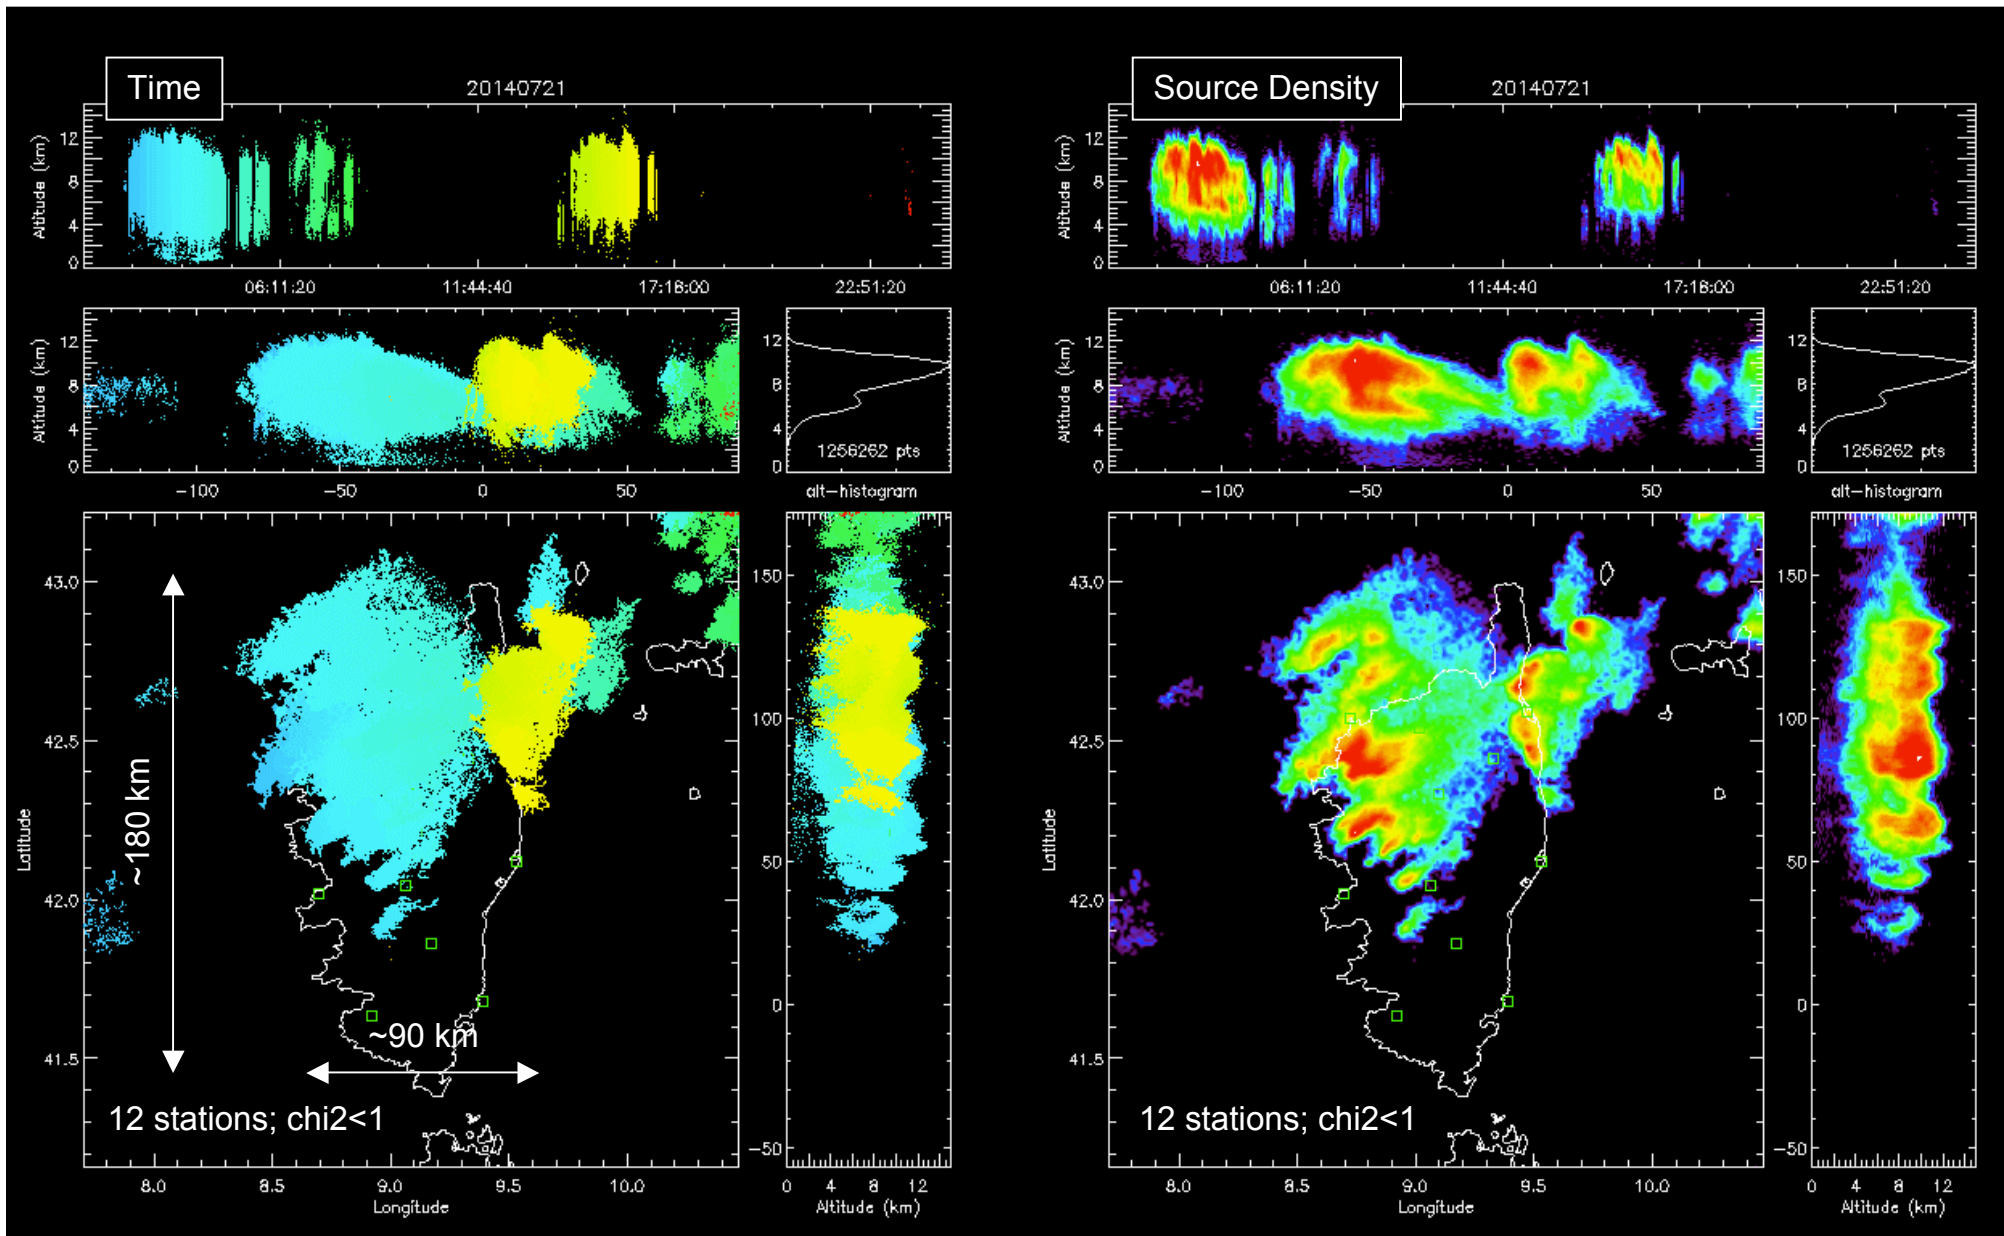 Time
20140721
Altitude (km)
12
8
4
0
06:11:20 11:44:40 17:18:00 22:51:20
Altitude (km)
12
8
4
0
-100 -50 0 50
12
8
4
0
1256262 pts
alt-histogram
Latitude
43.0
42.5
42.0
41.5
~180 km
~90 km
12 stations; chi2<1
8.0 8.5 9.0 9.5 10.0
Longitude
150
100
50
0
-50
0 4 8 12
Altitude (km)
Source Density
20140721
Altitude (km)
12
8
4
0
06:11:20 11:44:40 17:18:00 22:51:20
Altitude (km)
12
8
4
0
-100 -50 0 50
12
8
4
0
1256262 pts
alt-histogram
Latitude
43.0
42.5
42.0
41.5
12 stations; chi2<1
8.0 8.5 9.0 9.5 10.0
Longitude
150
100
50
0
-50
0 4 8 12
Altitude (km)